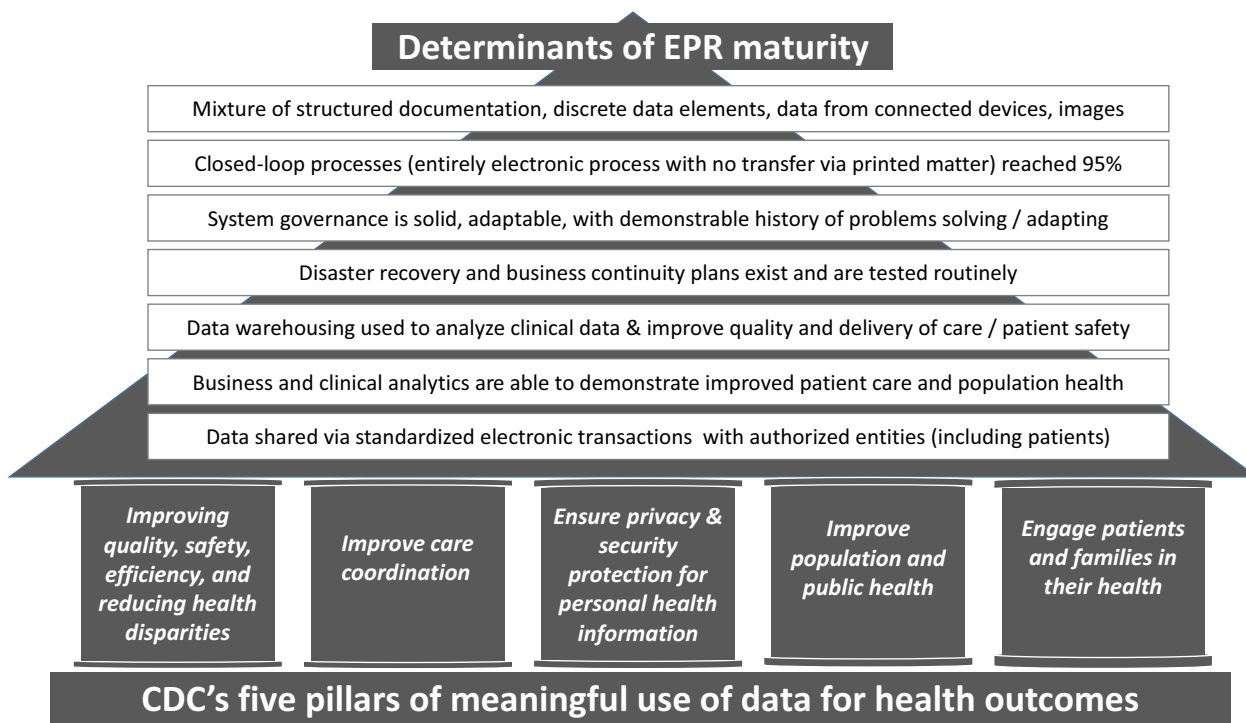 Determinants of EPR maturity
Mixture of structured documentation, discrete data elements, data from connected devices, images
Closed-loop processes (entirely electronic process with no transfer via printed matter) reached 95%
System governance is solid, adaptable, with demonstrable history of problems solving / adapting
Disaster recovery and business continuity plans exist and are tested routinely
Data warehousing used to analyze clinical data & improve quality and delivery of care / patient safety
Business and clinical analytics are able to demonstrate improved patient care and population health
Data shared via standardized electronic transactions with authorized entities (including patients)
Improving
quality, safety,
efficiency, and
reducing health
disparities
Improve care
coordination
Ensure privacy &
security
protection for
personal health
information
Improve
population and
public health
Engage patients
and families in
their health
CDC's five pillars of meaningful use of data for health outcomes